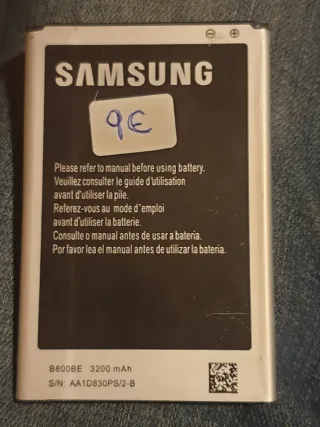 SAMSUNG
9€
Please refer to manual before using battery.
Veuillez consulter le guide d'utilisation
avant d'utiliser la pile.
Referez-vous au mode d'emploi
avant d'utiliser la batterie.
Consulte o manual antes de usar a bateria.
Por favor lea el manual antes de utilizar la bateria.
B800BE 3200 mAh
S/N: AA1D830PS/2-B